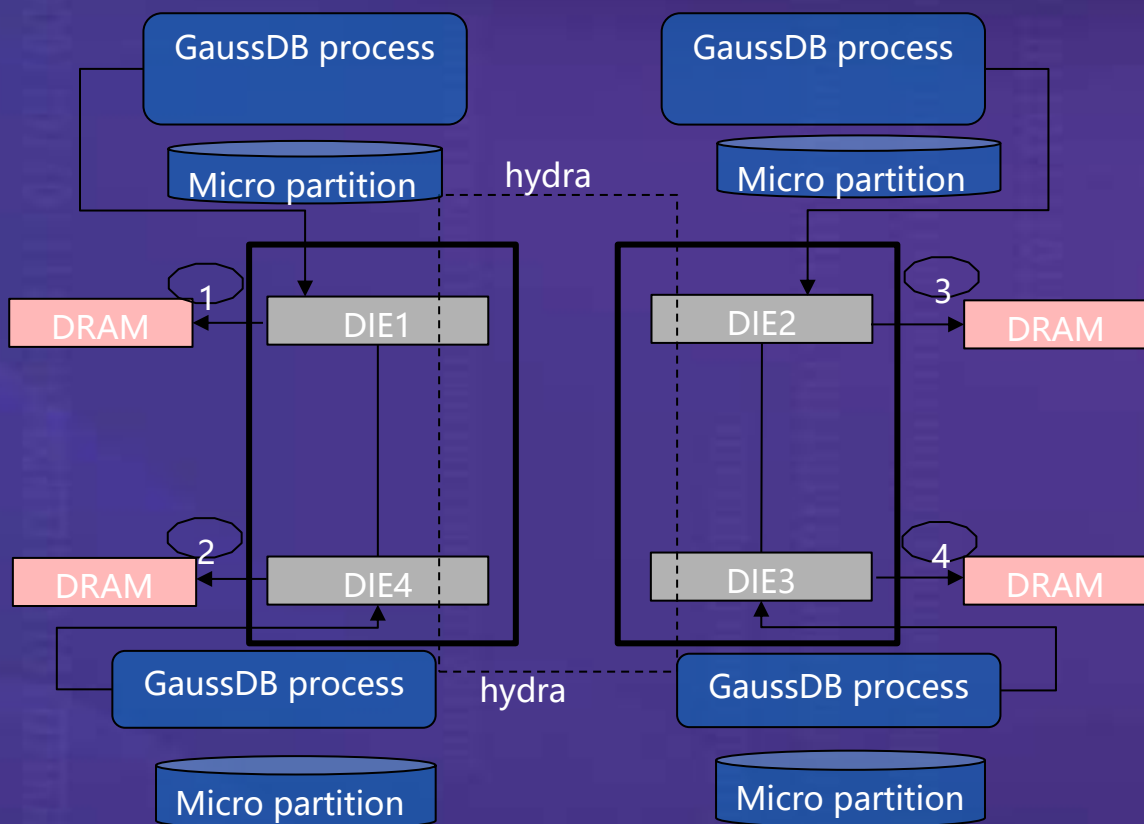 GaussDB process
GaussDB process
Micro partition
hydra
Micro partition
1
3
DRAM
DIE1
DIE2
DRAM
2
4
DRAM
DIE4
DIE3
DRAM
GaussDB process
hydra
GaussDB process
Micro partition
Micro partition